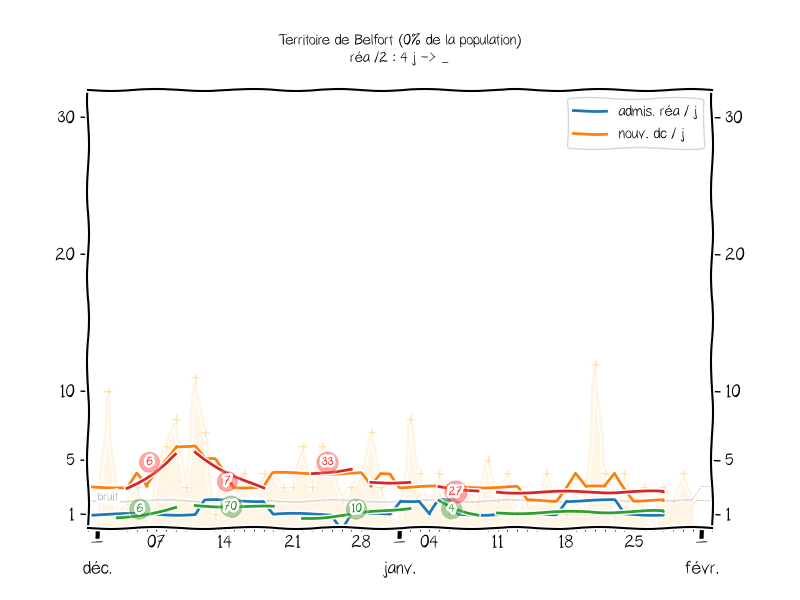 Territoire de Belfort (0% de la population)
réa /2 : 4 j -> _
admis. réa / j
nouv. dc / j
30 30
20 20
10 10
5 5
1 1
6 7 33 27
bruit
6 70 10 4
07 14 21 28 04 11 18 25
déc. janv. févr.